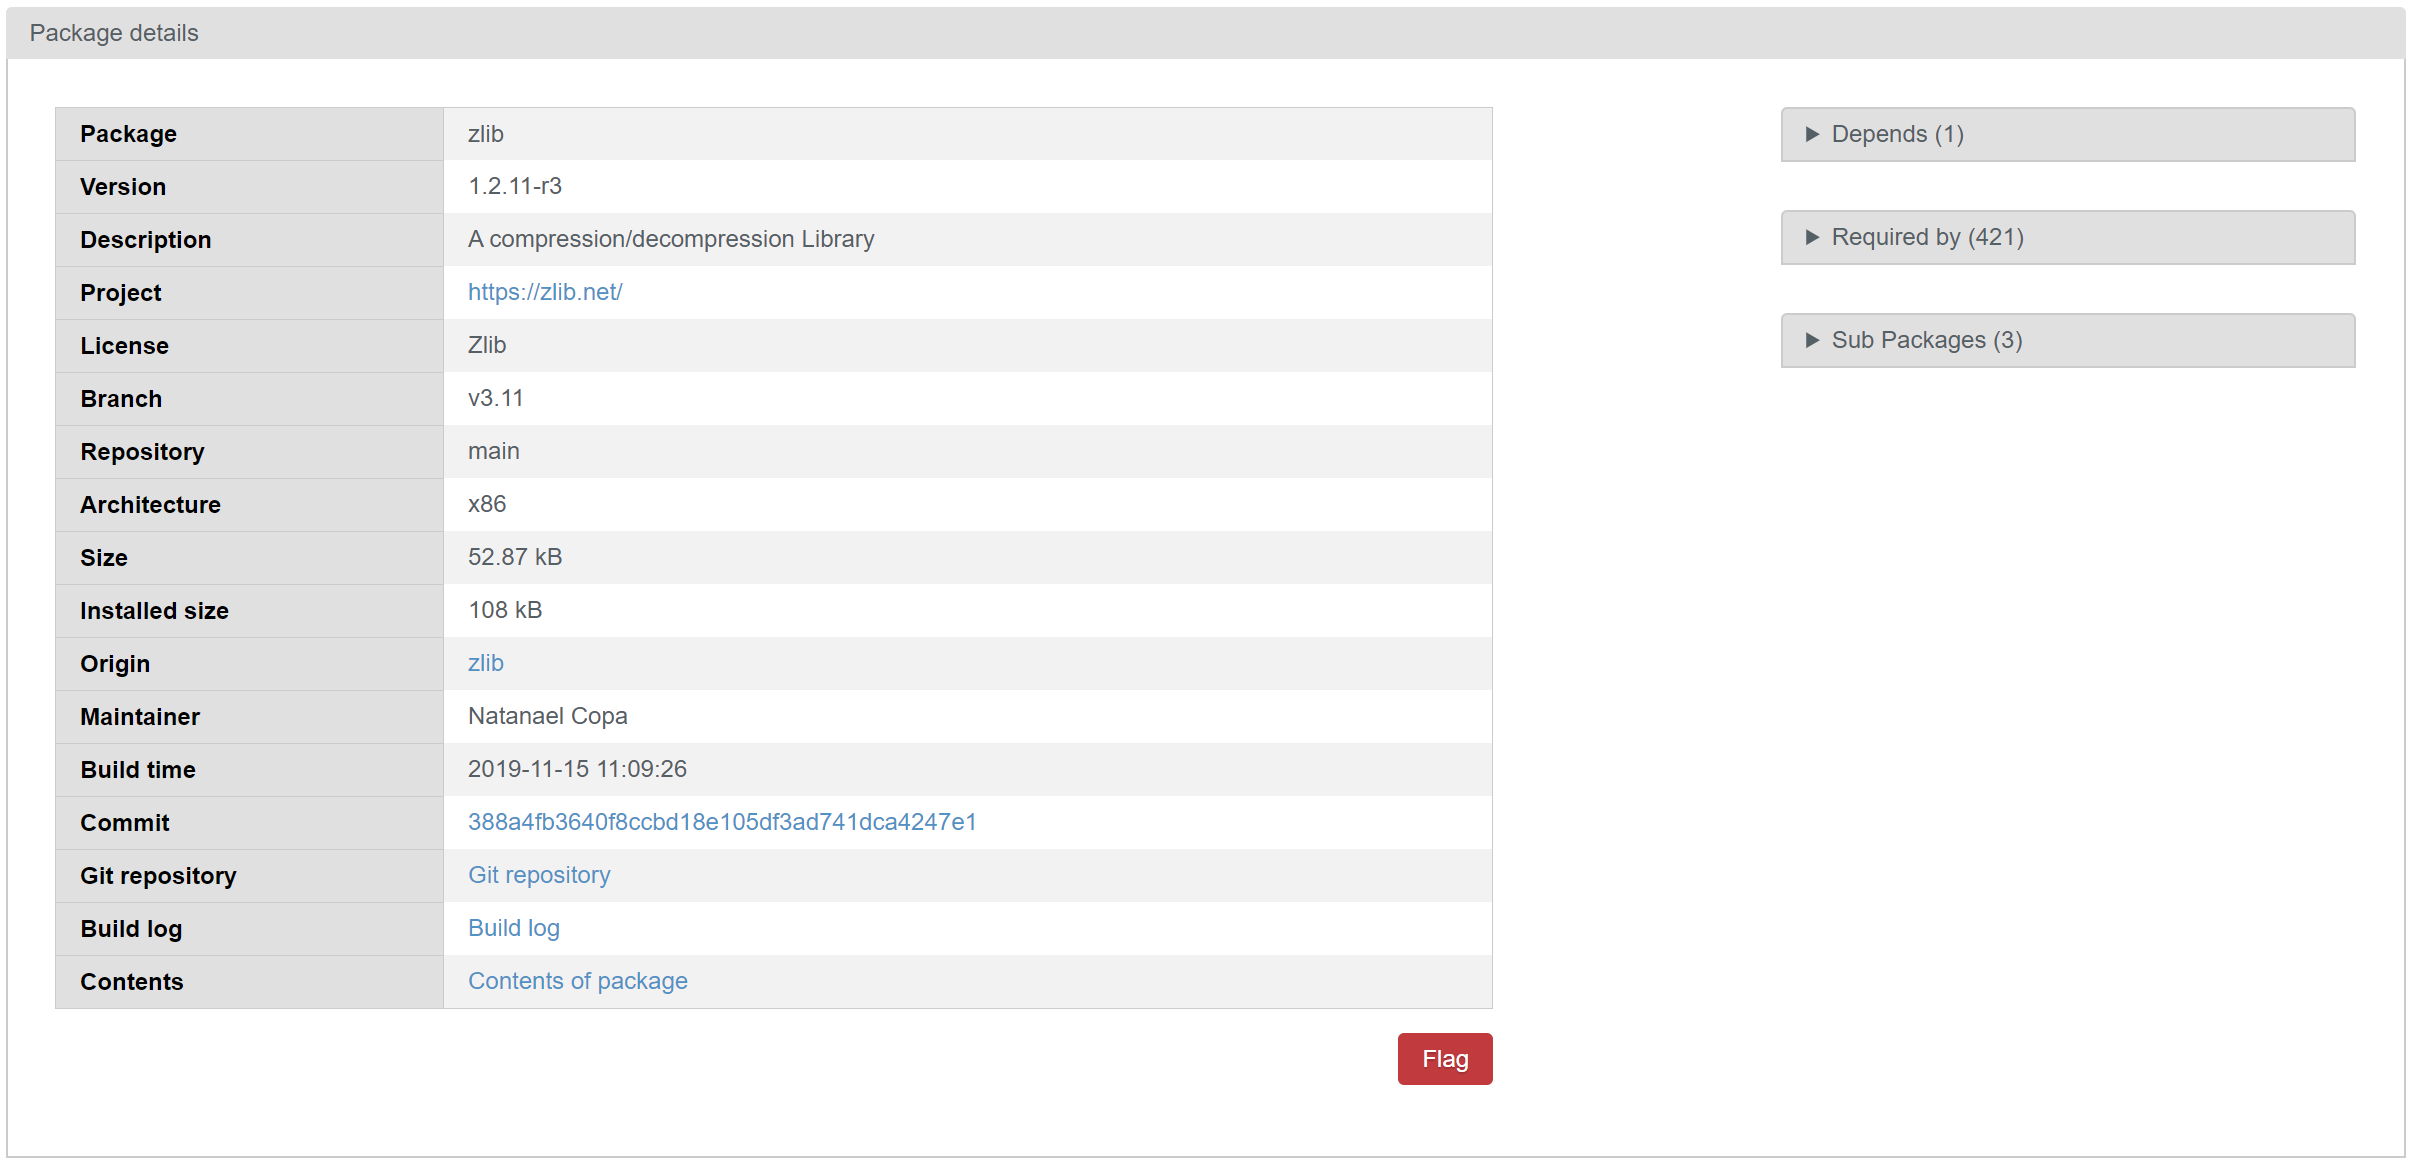 Package details
Package zlib
Version 1.2.11-r3
Description A compression/decompression Library
Project https://zlib.net/
License Zlib
Branch v3.11
Repository main
Architecture x86
Size 52.87 kB
Installed size 108 kB
Origin zlib
Maintainer Natanael Copa
Build time 2019-11-15 11:09:26
Commit 388a4fb3640f8ccbd18e105df3ad741dca4247e1
Git repository Git repository
Build log Build log
Contents Contents of package
Flag
Depends (1)
Required by (421)
Sub Packages (3)